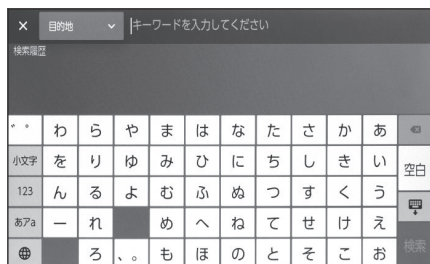 × 目的地 キーワードを入力してください
検索履歴
゛゜ わ ら や ま は な た さ か あ
小文字 を り ゆ み ひ に ち し き い 空白
123 ん る よ む ふ ぬ つ す く う
あアa ー れ め へ ね て せ け え
ろ 、。 も ほ の と そ こ お 検索